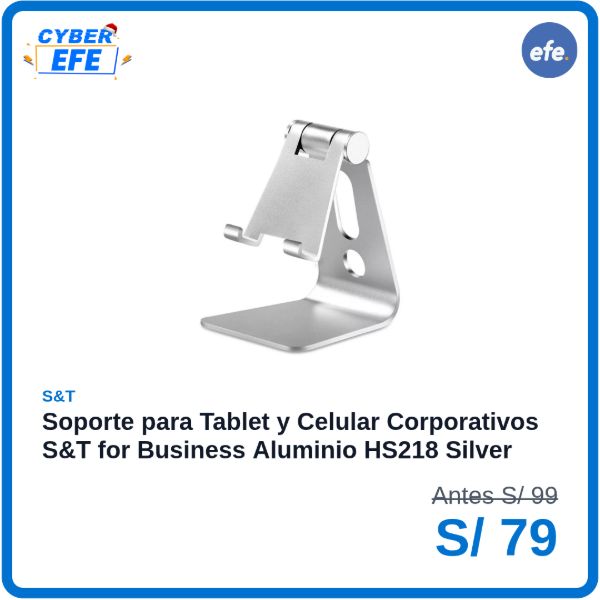 CYBER
EFE
efe.
S&T
Soporte para Tablet y Celular Corporativos
S&T for Business Aluminio HS218 Silver
Antes S/ 99
S/ 79